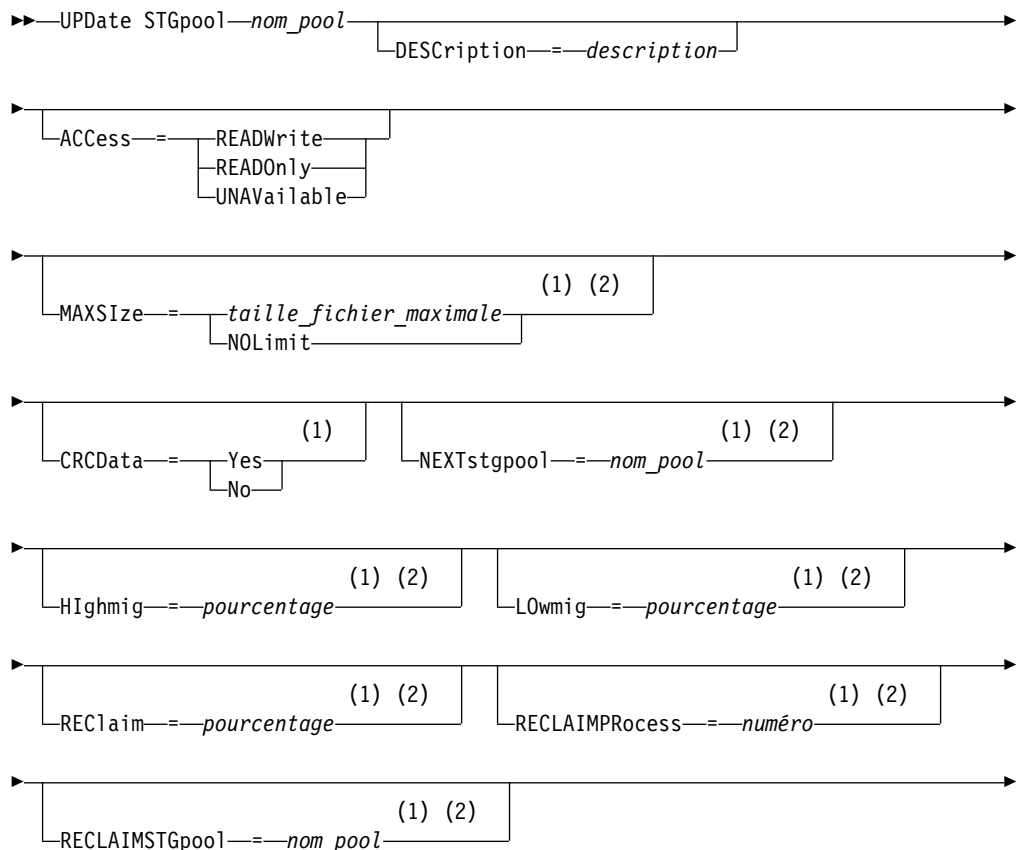 UPDate STGpool nom_pool
DESCription = description
ACCess = READWrite
READOnly
UNAVailable
(1) (2)
MAXSIze = taille_fichier_maximale
NOLimit
(1) (1) (2)
CRCData = Yes NEXTstgpool = nom_pool
No
(1) (2) (1) (2)
HIghmig = pourcentage LOwmig = pourcentage
(1) (2) (1) (2)
REClaim = pourcentage RECLAIMPRocess = numéro
(1) (2)
RECLAIMSTGpool = nom_pool